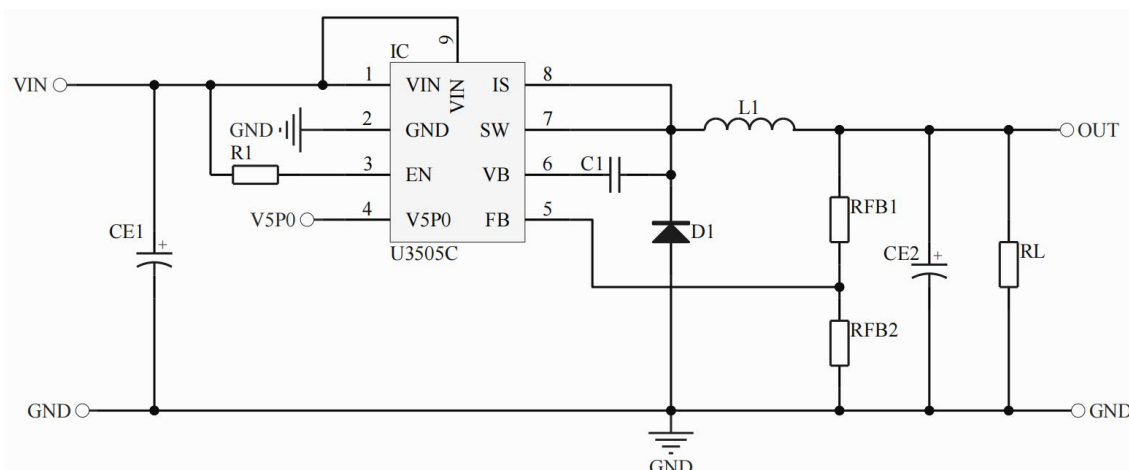 IC
9
VIN
1
VIN
VIN
IS
8
L1
GND
2
GND
SW
7
OUT
R1
3
EN
VB
6
C1
V5P0
4
V5P0
FB
5
RFB1
CE1
+
U3505C
D1
CE2
+
RL
RFB2
GND
GND
GND